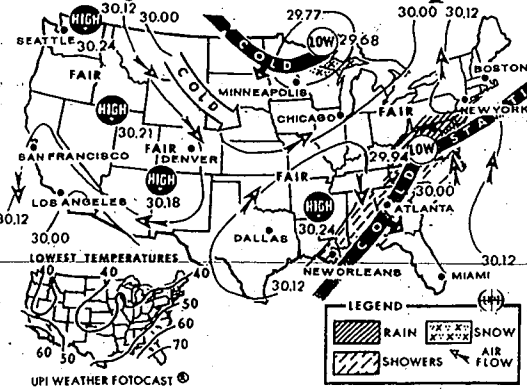 30.12 30.00
29.77
30.00 30.12
HIGH
SEATTLE
30.24
LOW
29.68
COLD
BOSTON
FAIR
COLD
MINNEAPOLIS
NEW YORK
HIGH
30.21
CHICAGO
FAIR
STATI
SAN FRANCISCO
FAIR
DENVER
29.94
LOW
HIGH
30.18
FAIR
30.00
COLD
LOS ANGELES
HIGH
30.24
ATLANTA
30.12
30.00
DALLAS
NEW ORLEANS
30.12
MIAMI
LOWEST TEMPERATURES
30.12
40 40 40
50
60
60 50 70
LEGEND
RAIN SNOW
SHOWERS AIR FLOW
UPI WEATHER FOTOCAST ®